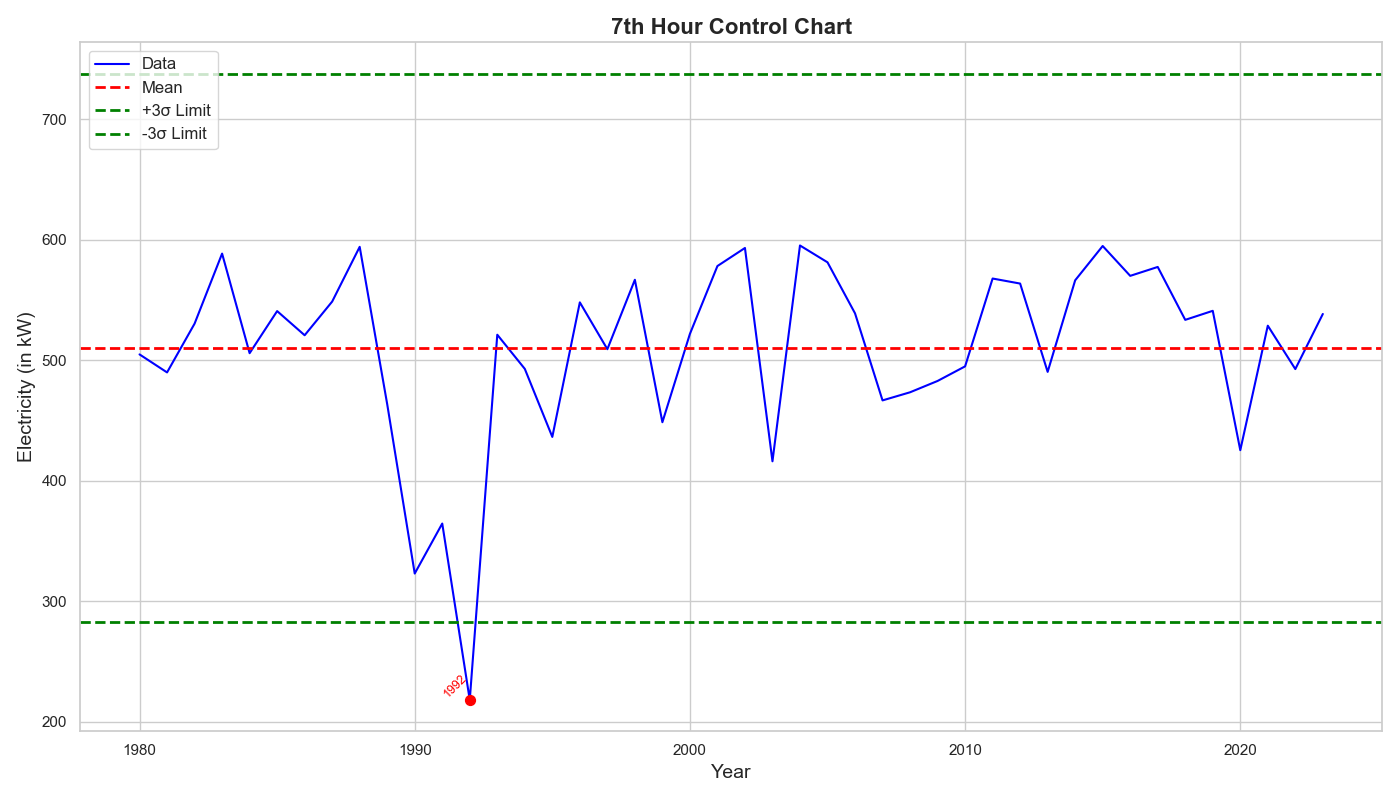 7th Hour Control Chart
Data
Mean
+3σ Limit
-3σ Limit
700
600
500
400
300
200
Electricity (in kW)
1992
1980
1990
2000
2010
2020
Year